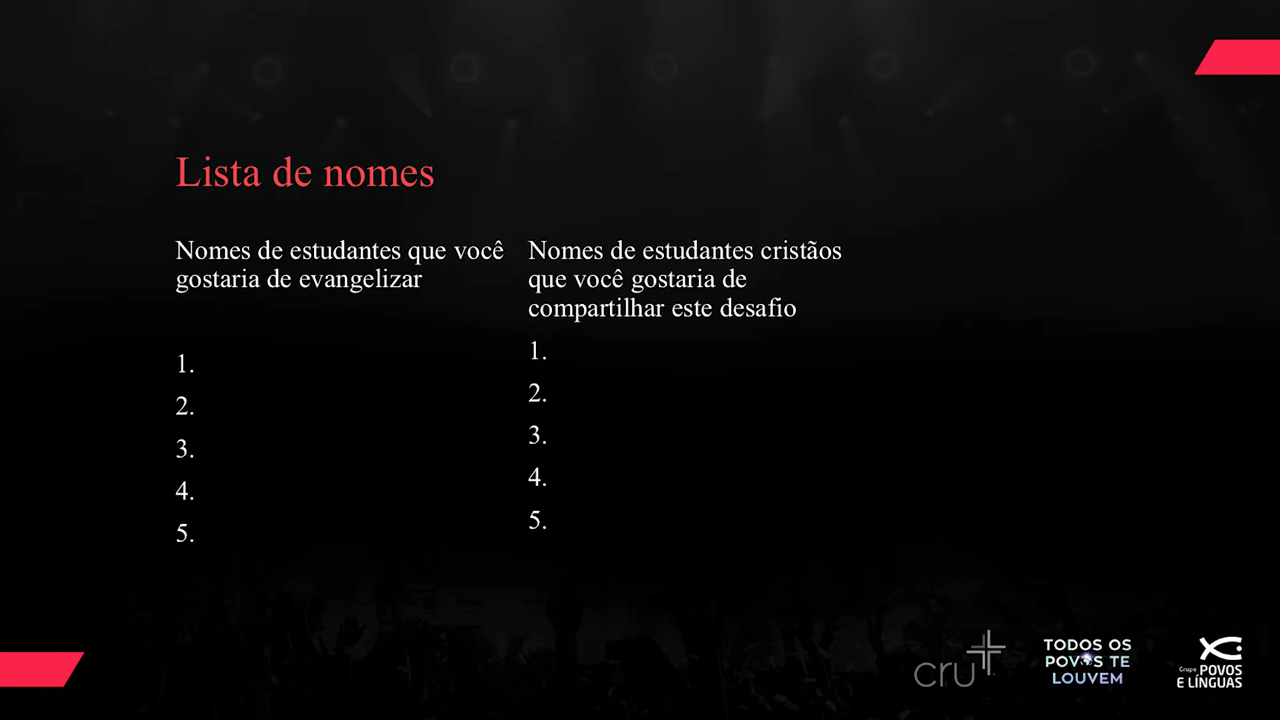 Lista de nomes
Nomes de estudantes que você
gostaria de evangelizar
1.
2.
3.
4.
5.
Nomes de estudantes cristãos
que você gostaria de
compartilhar este desafio
1.
2.
3.
4.
5.
cru
TODOS OS
POVOS TE
LOUVEM
Grupo POVOS
E LÍNGUAS